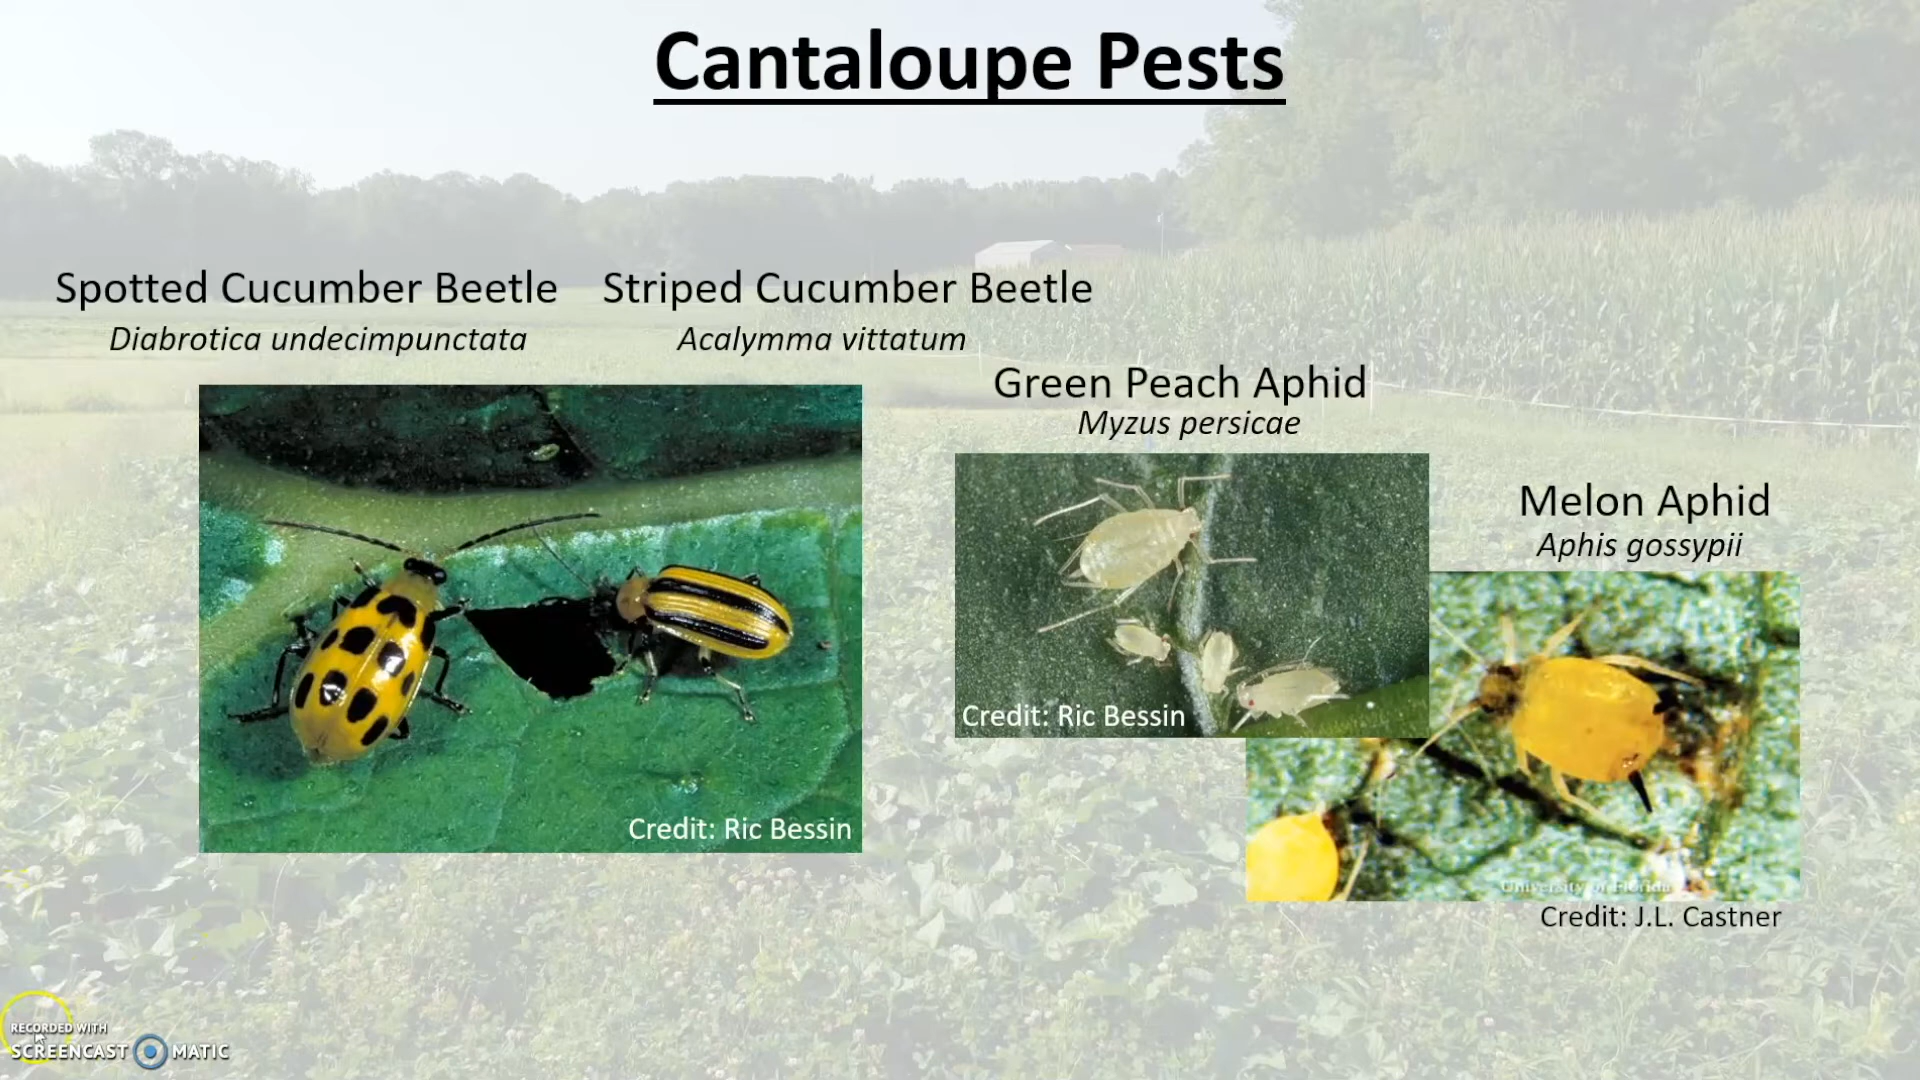 Cantaloupe Pests
Spotted Cucumber Beetle
Diabrotica undecimpunctata
Striped Cucumber Beetle
Acalymma vittatum
Credit: Ric Bessin
Green Peach Aphid
Myzus persicae
Credit: Ric Bessin
Melon Aphid
Aphis gossypii
University of Florida
Credit: J.L. Castner
RECORDED WITH
SCREENCAST MATIC